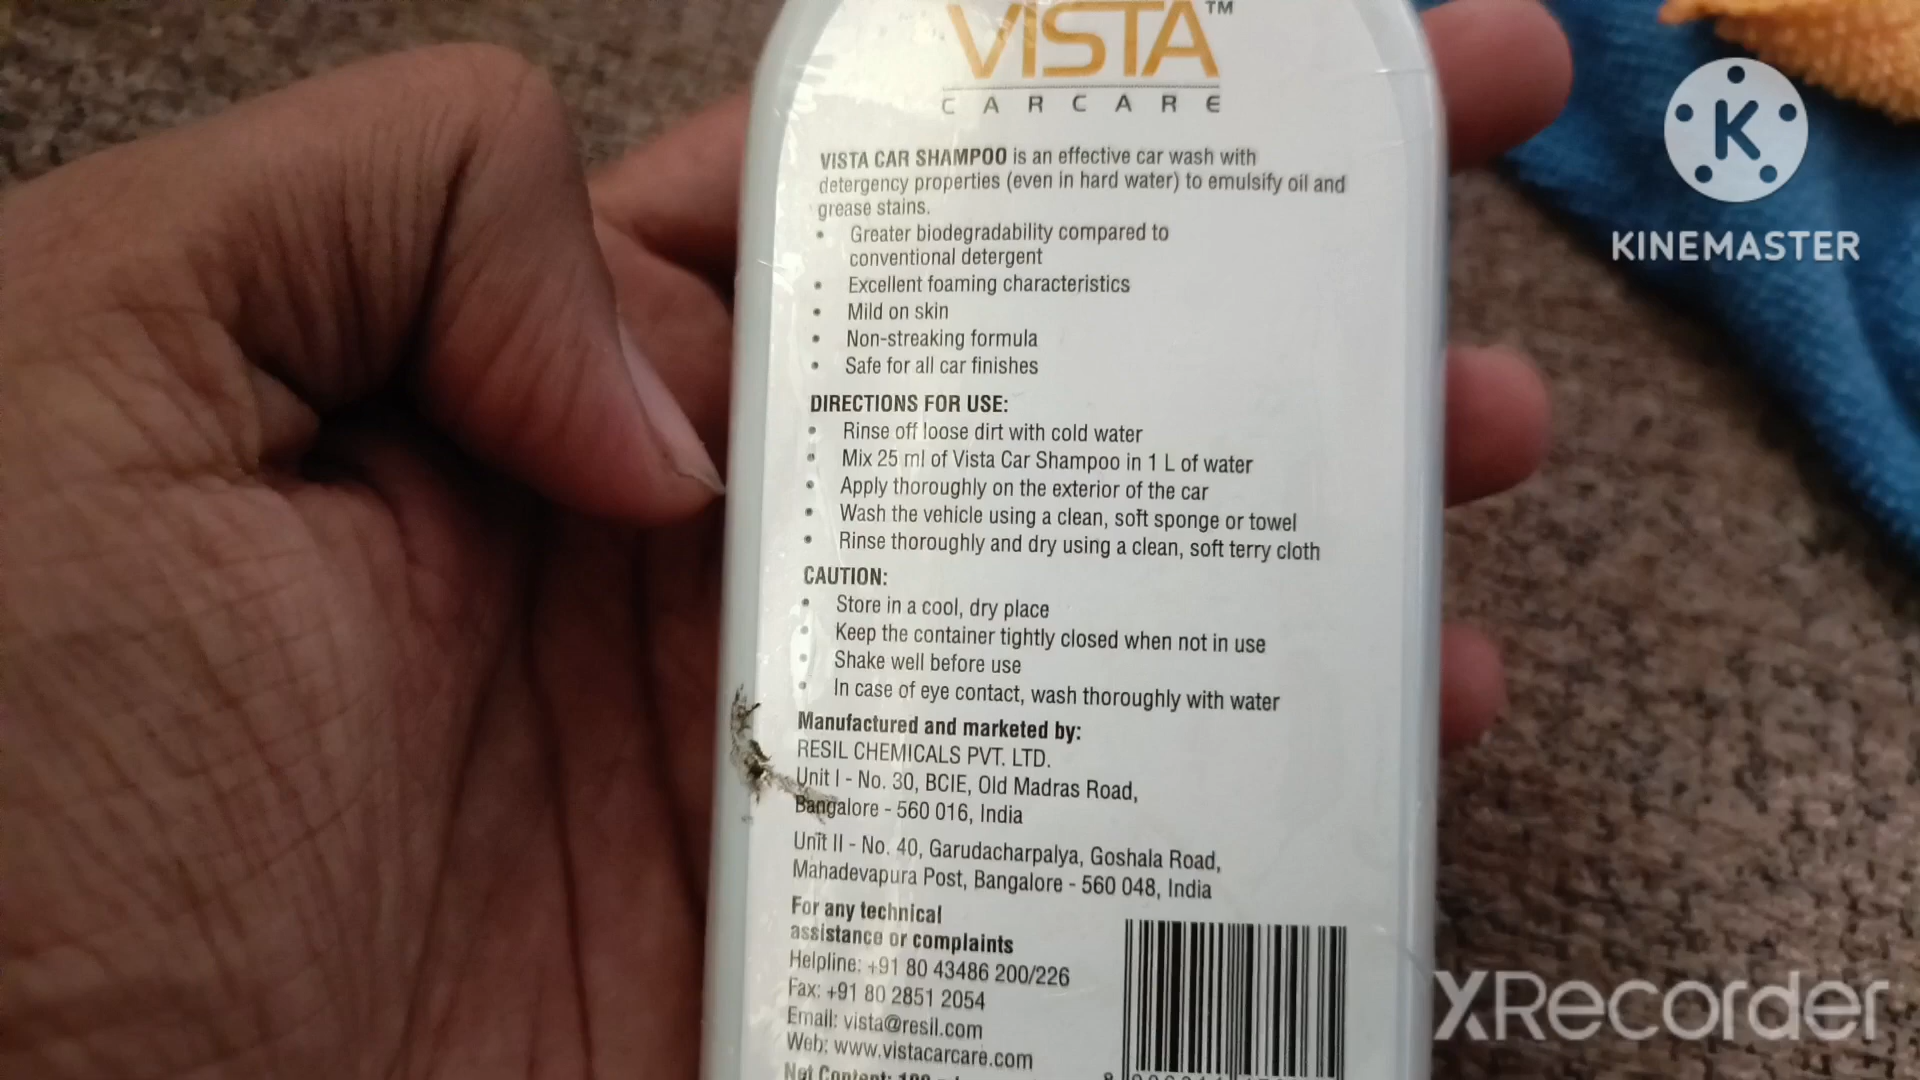 VISTA™
CARCARE
VISTA CAR SHAMPOO is an effective car wash with
detergency properties (even in hard water) to emulsify oil and
grease stains.
• Greater biodegradability compared to
conventional detergent
• Excellent foaming characteristics
• Mild on skin
• Non-streaking formula
• Safe for all car finishes
DIRECTIONS FOR USE:
• Rinse off loose dirt with cold water
• Mix 25 ml of Vista Car Shampoo in 1 L of water
• Apply thoroughly on the exterior of the car
• Wash the vehicle using a clean, soft sponge or towel
• Rinse thoroughly and dry using a clean, soft terry cloth
CAUTION:
• Store in a cool, dry place
• Keep the container tightly closed when not in use
• Shake well before use
• In case of eye contact, wash thoroughly with water
Manufactured and marketed by:
RESIL CHEMICALS PVT. LTD.
Unit I - No. 30, BCIE, Old Madras Road,
Bangalore - 560 016, India
Unit II - No. 40, Garudacharpalya, Goshala Road,
Mahadevapura Post, Bangalore - 560 048, India
For any technical
assistance or complaints
Helpline: +91 80 43486 200/226
Fax: +91 80 2851 2054
Email: vista@resil.com
Web: www.vistacarcare.com
Net Content:
K
KINEMASTER
XRecorder